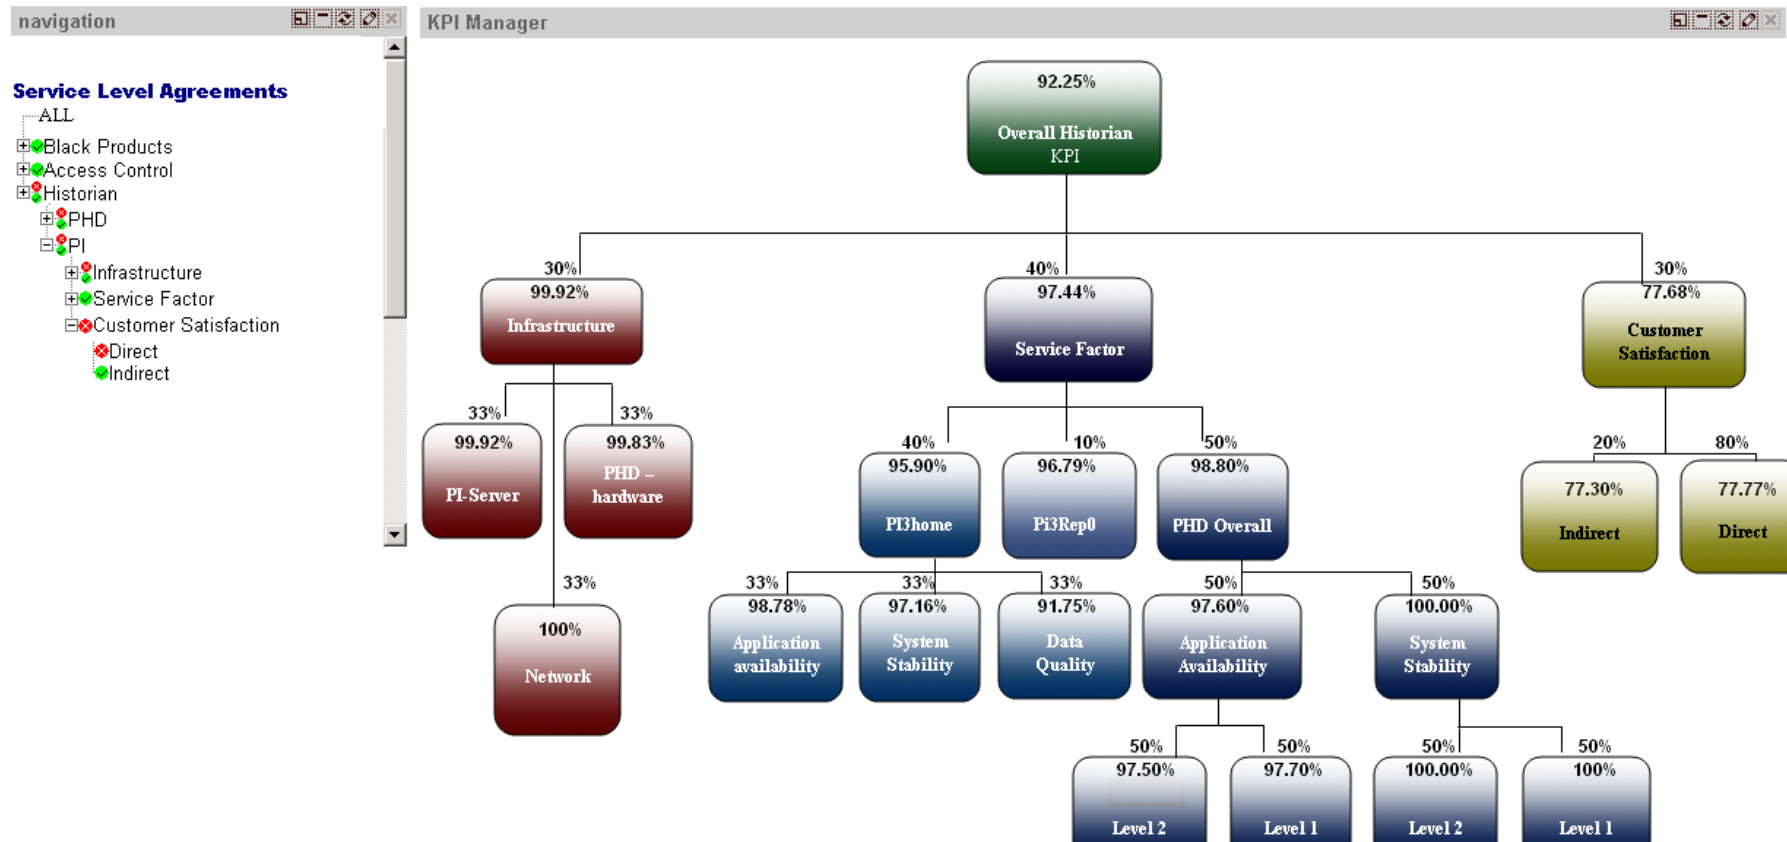 navigation
Service Level Agreements
ALL
Black Products
Access Control
Historian
PHD
PI
Infrastructure
Service Factor
Customer Satisfaction
Direct
Indirect
KPI Manager
92.25%
Overall Historian
KPI
30%
99.92%
Infrastructure
40%
97.44%
Service Factor
30%
77.68%
Customer
Satisfaction
33%
99.92%
PI-Server
33%
99.83%
PHD –
hardware
33%
100%
Network
40%
95.90%
PI3home
10%
96.79%
Pi3Rep0
50%
98.80%
PHD Overall
20%
77.30%
Indirect
80%
77.77%
Direct
33%
98.78%
Application
availability
33%
97.16%
System
Stability
33%
91.75%
Data
Quality
50%
97.60%
Application
Availability
50%
100.00%
System
Stability
50%
97.50%
Level 2
50%
97.70%
Level 1
50%
100.00%
Level 2
50%
100%
Level 1